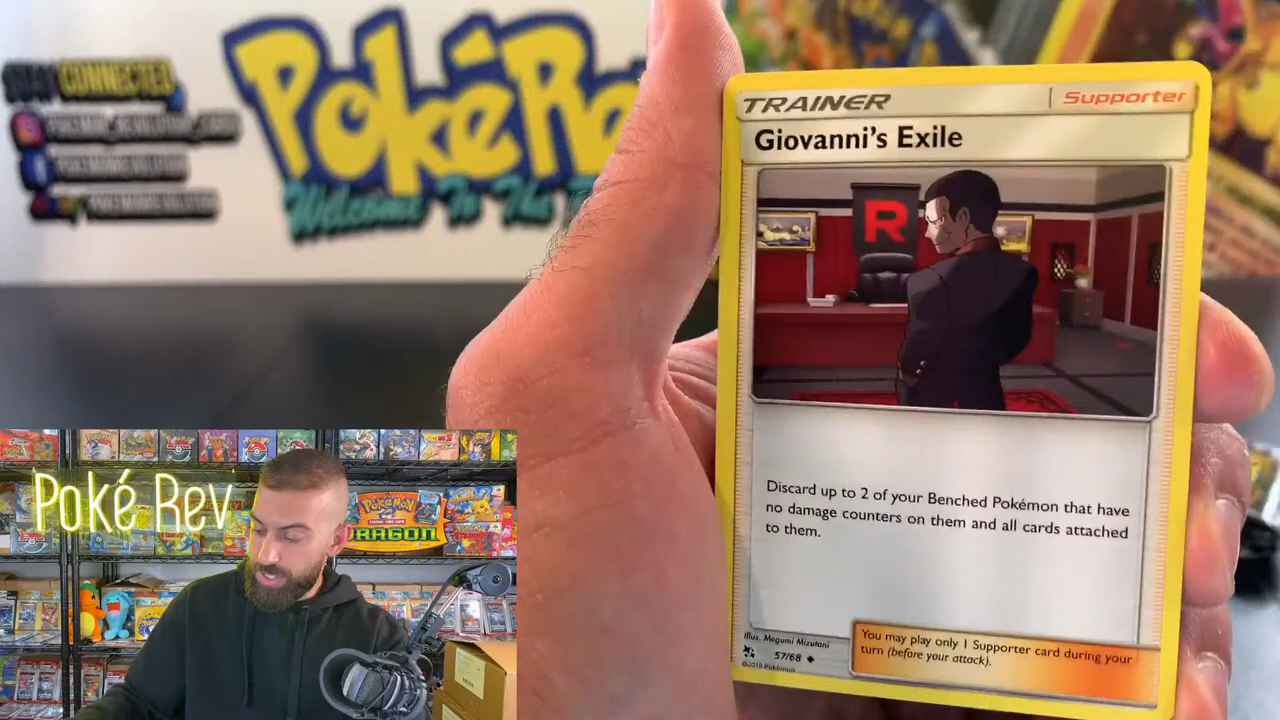 STAY CONNECTED
PokéRe
Welcome To The
TRAINER
Supporter
Giovanni's Exile
R
Discard up to 2 of your Benched Pokémon that have
no damage counters on them and all cards attached
to them.
Illus. Megumi Mizutani
57/68
©2019 Pokémon
You may play only 1 Supporter card during your
turn (before your attack).
Poké Rev
POKÉMON
DRAGON